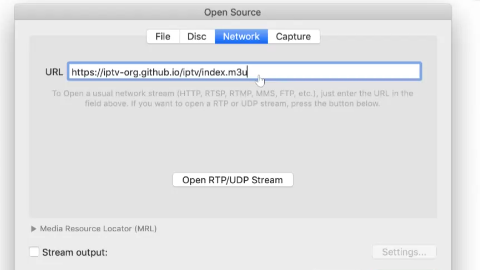 Open Source
File Disc Network Capture
URL https://iptv-org.github.io/iptv/index.m3u
To Open a usual network stream (HTTP, RTSP, RTMP, MMS, FTP, etc.), just enter the URL in the
field above. If you want to open a RTP or UDP stream, press the button below.
Open RTP/UDP Stream
Media Resource Locator (MRL)
Stream output: Settings...